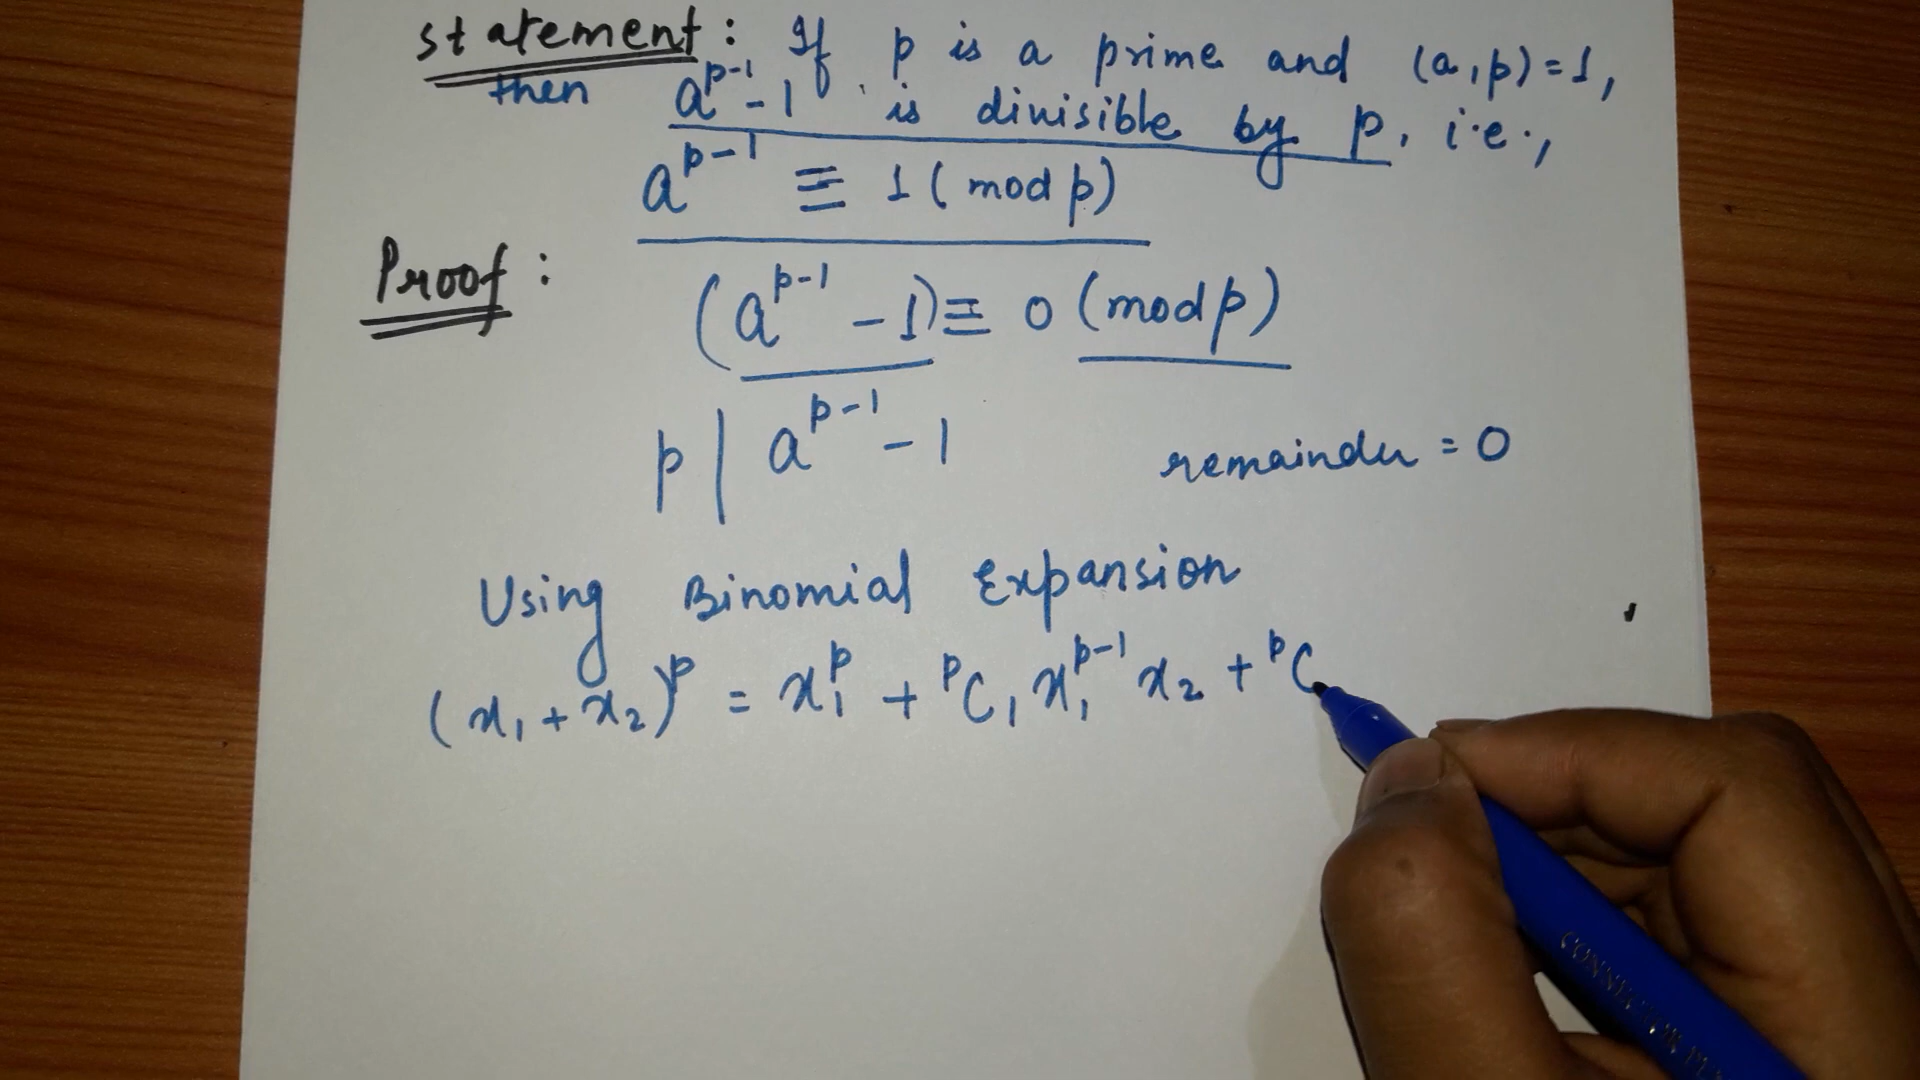 statement: If p is a prime and (a,p)=1,
then a^{p-1} - 1 is divisible by p. i.e.,
a^{p-1} ≡ 1 (mod p)
Proof:
(a^{p-1} - 1) ≡ 0 (mod p)
p | a^{p-1} - 1 remainder = 0
Using Binomial Expansion
(x₁ + x₂)^p = x₁^p + ^pC₁ x₁^{p-1} x₂ + ^pC